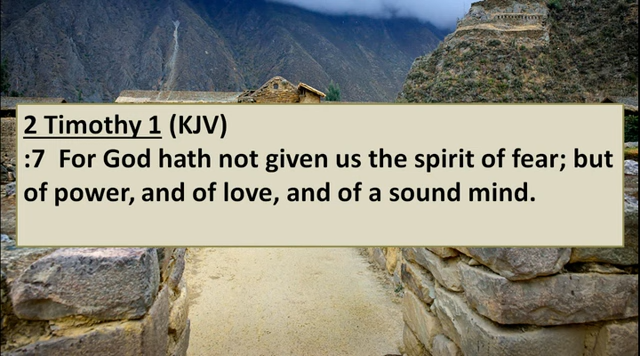 2 Timothy 1 (KJV)
:7 For God hath not given us the spirit of fear; but
of power, and of love, and of a sound mind.